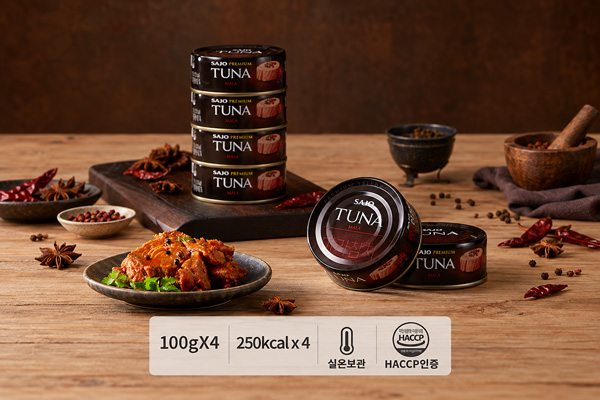 SAJO PREMIUM
TUNA
SAJO PREMIUM
TUNA
SAJO PREMIUM
TUNA
SAJO PREMIUM
TUNA
SAJO
TUNA
TUNA
100gX4
250kcal x 4
실온보관
HACCP
HACCP인증